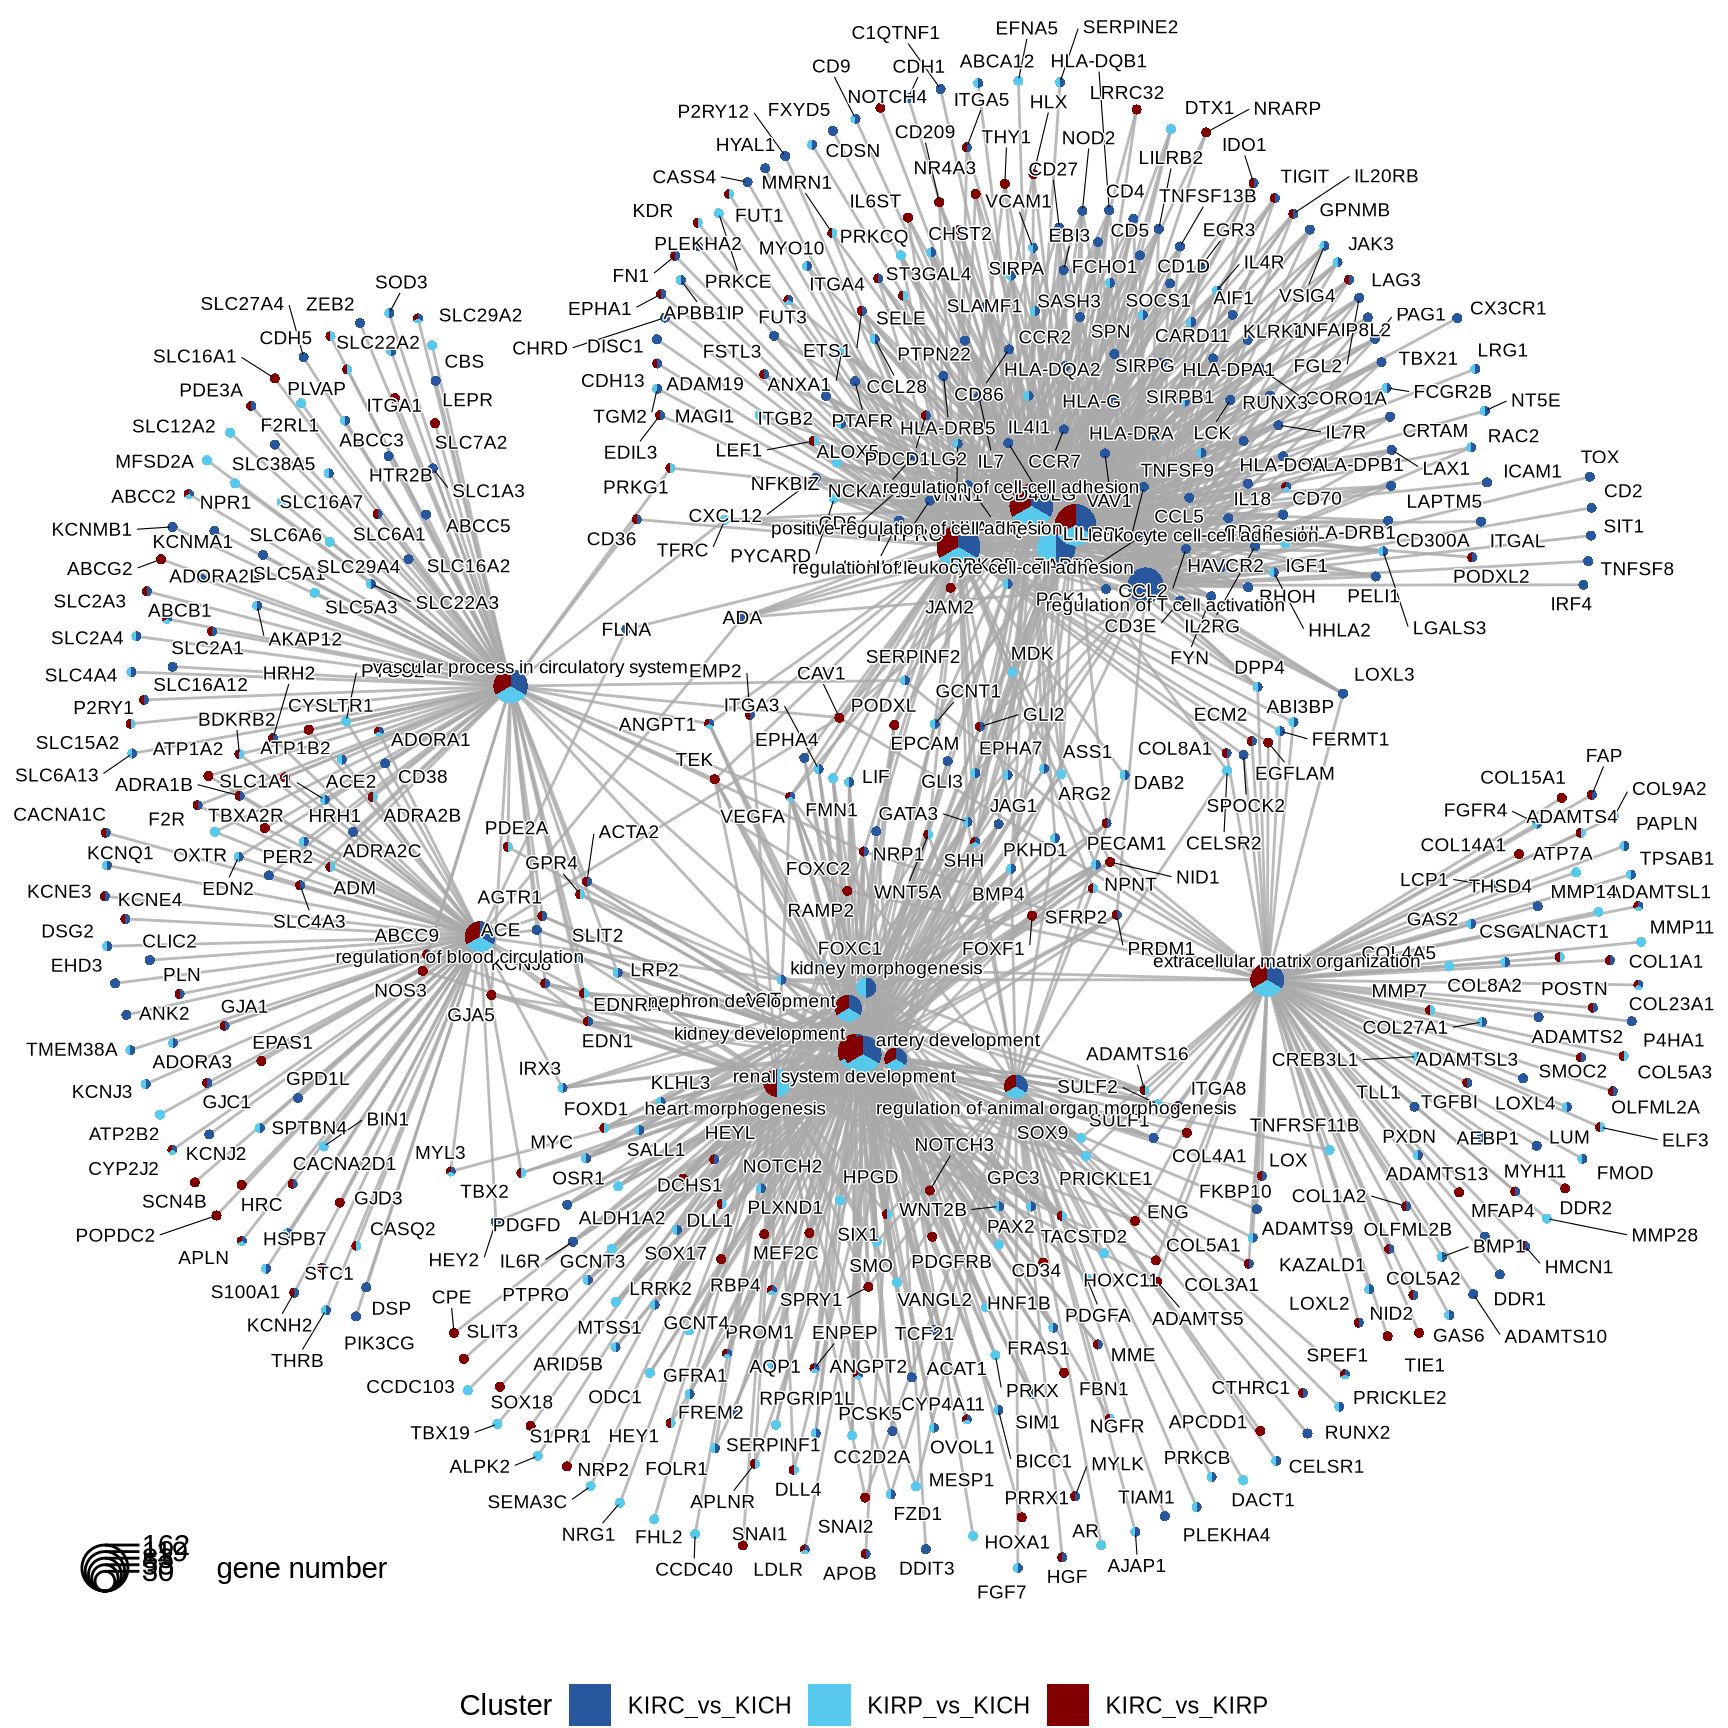 C1QTNF1
EFNA5
SERPINE2
CD9
CDH1
ABCA12
HLA-DQB1
P2RY12
FXYD5
NOTCH4
ITGA5
HLX
LRRC32
DTX1
NRARP
HYAL1
CDSN
CD209
THY1
NOD2
IDO1
CASS4
MMRN1
NR4A3
CD27
LILRB2
TIGIT
IL20RB
KDR
FUT1
IL6ST
VCAM1
CD4
TNFSF13B
GPNMB
PLEKHA2
MYO10
PRKCQ
CHST2
EBI3
CD5
EGR3
JAK3
FN1
PRKCE
ITGA4
ST3GAL4
SIRPA
FCHO1
CD1D
IL4R
LAG3
EPHA1
APBB1IP
FUT3
SELE
SLAMF1
SASH3
SOCS1
AIF1
VSIG4
PAG1
CX3CR1
CHRD
DISC1
FSTL3
ETS1
PTPN22
CCR2
SPN
CARD11
KLRK1
TNFAIP8L2
TBX21
LRG1
CDH13
ADAM19
ANXA1
CCL28
CD86
HLA-DQA2
SIRPG
HLA-DPA1
FGL2
FCGR2B
NT5E
TGM2
MAGI1
ITGB2
PTAFR
HLA-DRB5
HLA-G
SIRPB1
RUNX3
CORO1A
CRTAM
RAC2
EDIL3
LEF1
ALOX5
PDCD1LG2
IL4I1
HLA-DRA
LCK
IL7R
LAX1
ICAM1
TOX
PRKG1
NFKBIZ
IL7
CCR7
TNFSF9
HLA-DOA
HLA-DPB1
LAPTM5
CD2
CD36
CXCL12
regulation of cell-cell adhesion
VAV1
IL18
CD70
SIT1
TFRC
PYCARD
positive regulation of cell adhesion
CCL5
leukocyte cell-cell adhesion
HLA-DRB1
CD300A
ITGAL
TNFSF8
regulation of leukocyte cell-cell adhesion
HAVCR2
IGF1
PODXL2
IRF4
FLNA
ADA
JAM2
PCK1
CCL2
regulation of T cell activation
RHOH
PELI1
CD3E
IL2RG
HHLA2
LGALS3
FYN
SOD3
SLC27A4
ZEB2
SLC29A2
CDH5
SLC22A2
CBS
SLC16A1
PLVAP
PDE3A
ITGA1
LEPR
SLC12A2
F2RL1
ABCC3
SLC7A2
MFSD2A
SLC38A5
HTR2B
SLC1A3
ABCC2
NPR1
SLC16A7
ABCC5
KCNMB1
KCNMA1
SLC6A6
SLC6A1
ABCG2
ADORA2B
SLC5A1
SLC29A4
SLC16A2
SLC2A3
ABCB1
SLC5A3
SLC22A3
SLC2A4
SLC2A1
AKAP12
SLC4A4
SLC16A12
HRH2
vascular process in circulatory system
P2RY1
BDKRB2
CYSLTR1
SLC15A2
ATP1A2
ATP1B2
ADORA1
SLC6A13
ADRA1B
SLC1A1
ACE2
CD38
CACNA1C
F2R
TBXA2R
HRH1
ADRA2B
KCNQ1
OXTR
PER2
ADRA2C
KCNE3
KCNE4
EDN2
ADM
SLC4A3
DSG2
CLIC2
ABCC9
ACE
EHD3
PLN
regulation of blood circulation
KCNJ8
ANK2
GJA1
NOS3
GJA5
TMEM38A
ADORA3
EPAS1
KCNJ3
GJC1
GPD1L
ATP2B2
KCNJ2
SPTBN4
BIN1
CYP2J2
CACNA2D1
MYL3
SCN4B
HRC
GJD3
POPDC2
APLN
HSPB7
CASQ2
S100A1
STC1
KCNH2
DSP
THRB
PIK3CG
EMP2
CAV1
SERPINF2
MDK
DPP4
LOXL3
ANGPT1
ITGA3
PODXL
GCNT1
GLI2
ECM2
ABI3BP
TEK
EPHA4
EPCAM
EPHA7
ASS1
COL8A1
FERMT1
VEGFA
FMN1
LIF
GLI3
JAG1
ARG2
DAB2
EGFLAM
SPOCK2
PDE2A
ACTA2
GATA3
PKHD1
PECAM1
CELSR2
GPR4
FOXC2
NRP1
SHH
NPNT
NID1
AGTR1
RAMP2
WNT5A
BMP4
SFRP2
SLIT2
FOXC1
FOXF1
PRDM1
LRP2
kidney morphogenesis
nephron development
EDN1
kidney development
artery development
IRX3
KLHL3
renal system development
FOXD1
heart morphogenesis
regulation of animal organ morphogenesis
FAP
COL15A1
COL9A2
FGFR4
ADAMTS4
PAPLN
COL14A1
ATP7A
TPSAB1
LCP1
THSD4
MMP14
ADAMTSL1
GAS2
CSGALNACT1
MMP11
COL4A5
extracellular matrix organization
COL1A1
MMP7
COL8A2
POSTN
COL23A1
COL27A1
ADAMTS2
P4HA1
ADAMTS16
CREB3L1
ADAMTSL3
SMOC2
COL5A3
SULF2
ITGA8
TLL1
TGFBI
LOXL4
OLFML2A
SOX9
SULF1
TNFRSF11B
PXDN
AEBP1
LUM
ELF3
COL4A1
LOX
ADAMTS13
MYH11
FMOD
PRICKLE1
FKBP10
COL1A2
MFAP4
DDR2
ENG
ADAMTS9
OLFML2B
BMP1
MMP28
COL5A1
KAZALD1
HMCN1
COL3A1
LOXL2
COL5A2
DDR1
ADAMTS5
NID2
GAS6
ADAMTS10
TIE1
MYC
SALL1
HEYL
NOTCH3
TBX2
OSR1
NOTCH2
HPGD
GPC3
DCHS1
PDGFD
ALDH1A2
DLL1
PLXND1
WNT2B
PAX2
TACSTD2
HEY2
IL6R
GCNT3
SOX17
MEF2C
SIX1
SMO
PDGFRB
CD34
HOXC11
CPE
PTPRO
LRRK2
RBP4
SPRY1
VANGL2
HNF1B
PDGFA
SLIT3
MTSS1
GCNT4
PROM1
ENPEP
TCF21
FRAS1
MME
CCDC103
ARID5B
GFRA1
AQP1
ANGPT2
ACAT1
PRKX
FBN1
SPEF1
SOX18
ODC1
FREM2
RPGRIP1L
PCSK5
CYP4A11
SIM1
NGFR
CTHRC1
PRICKLE2
TBX19
S1PR1
HEY1
SERPINF1
CC2D2A
OVOL1
APCDD1
RUNX2
ALPK2
NRP2
FOLR1
DLL4
MESP1
BICC1
MYLK
PRKCB
CELSR1
SEMA3C
APLNR
FZD1
PRRX1
TIAM1
DACT1
NRG1
FHL2
SNAI1
SNAI2
HOXA1
AR
PLEKHA4
CCDC40
LDLR
APOB
DDIT3
FGF7
HGF
AJAP1
162
gene number
Cluster
KIRC_vs_KICH
KIRP_vs_KICH
KIRC_vs_KIRP